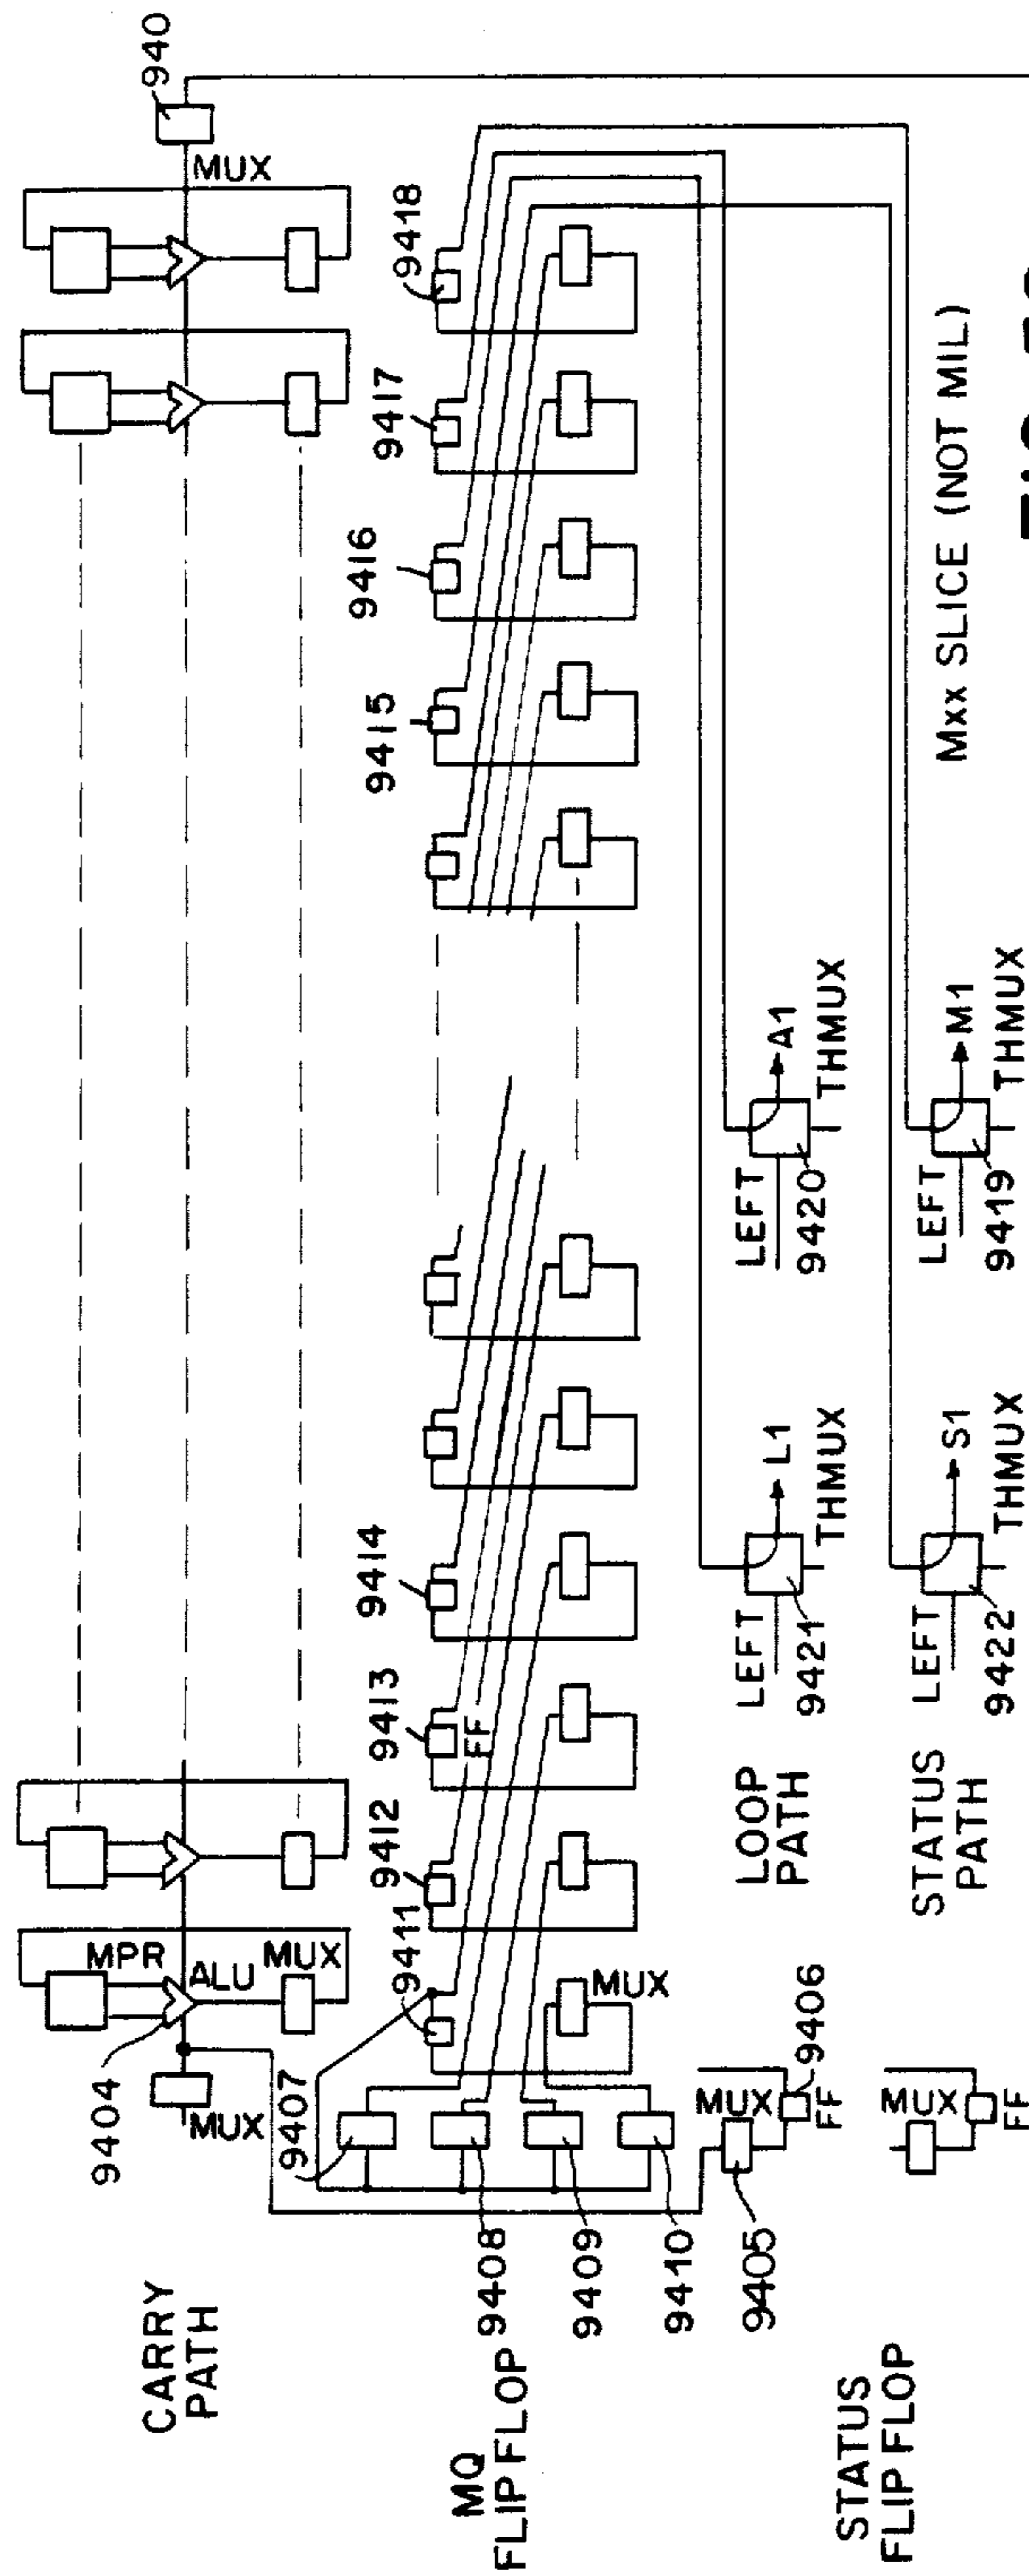 940
MUX
9418
9417
9416
9415
Mxx SLICE (NOT MIL)
LEFT
A1
THMUX
9420
LEFT
M1
THMUX
9419
9414
9413
FF
9412
9411
LEFT
L1
THMUX
9421
LEFT
S1
THMUX
9422
LOOP
PATH
STATUS
PATH
MPR
ALU
MUX
9404
MUX
9407
MUX
9408
9409
9410
9405
MUX
9406
FF
MUX
FF
CARRY
PATH
MQ
FLIP FLOP
STATUS
FLIP FLOP